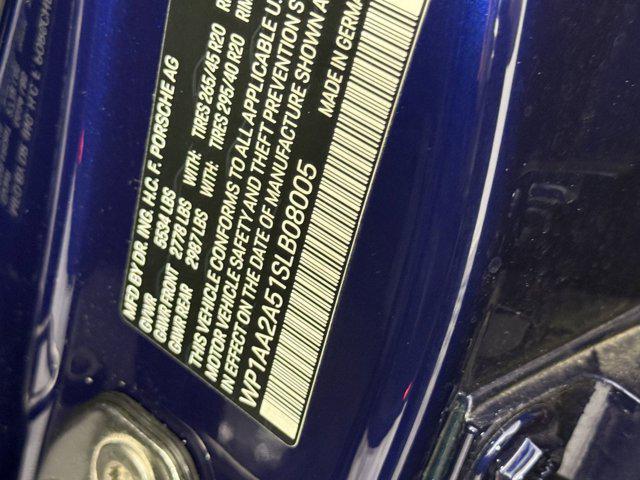 MFD BY DR. ING. H.C. F. PORSCHE AG
GVWR 5534 LBS
GAWR FRONT 2778 LBS WITH: TIRES 265/45 R20
GAWR REAR 2987 LBS WITH: TIRES 295/40 R20
THIS VEHICLE CONFORMS TO ALL APPLICABLE
MOTOR VEHICLE SAFETY AND THEFT PREVENTION
IN EFFECT ON THE DATE OF MANUFACTURE SHOWN
WP1AA2A51SLB08005 MADE IN